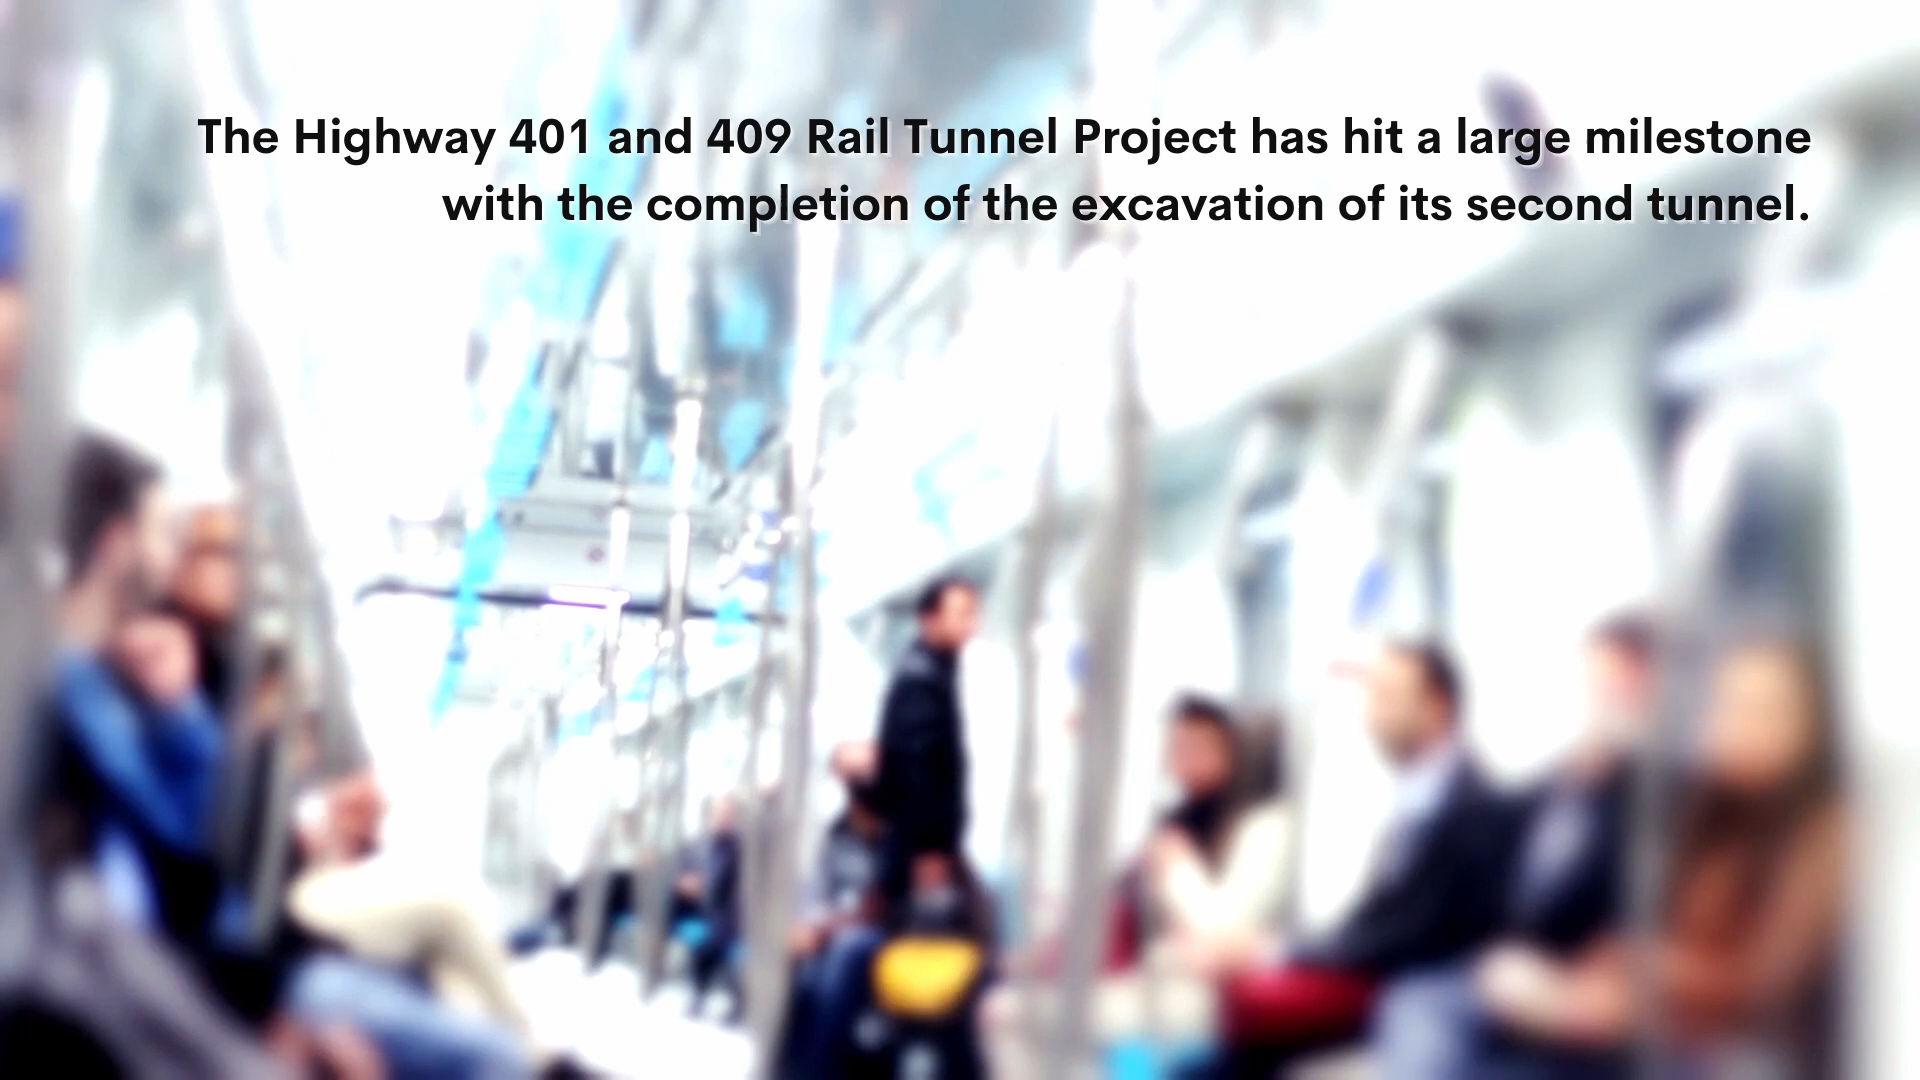 The Highway 401 and 409 Rail Tunnel Project has hit a large milestone
with the completion of the excavation of its second tunnel.